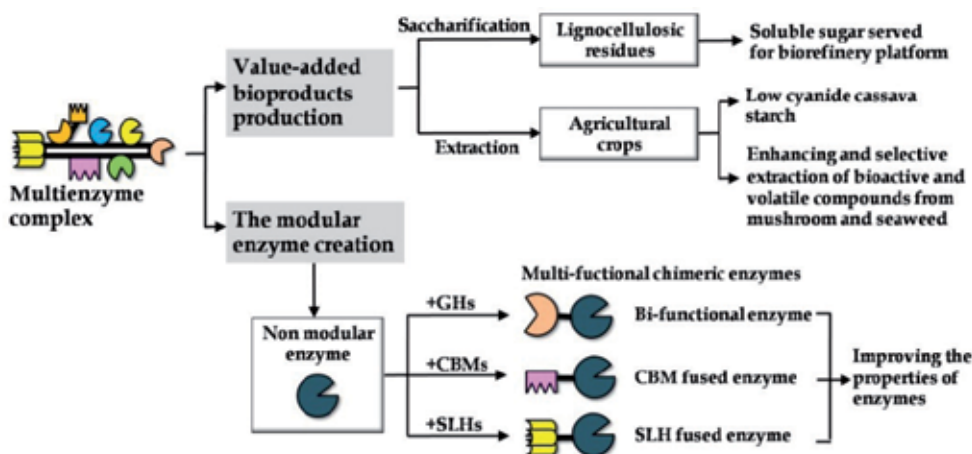 Multienzyme
complex
Value-added
bioproducts
production
Saccharification
Lignocellulosic
residues
Soluble sugar served
for biorefinery platform
Extraction
Agricultural
crops
Low cyanide cassava
starch
Enhancing and selective
extraction of bioactive and
volatile compounds from
mushroom and seaweed
The modular
enzyme creation
Non modular
enzyme
Multi-fuctional chimeric enzymes
+GHs
Bi-functional enzyme
+CBMs
CBM fused enzyme
+SLHs
SLH fused enzyme
Improving the
properties of
enzymes